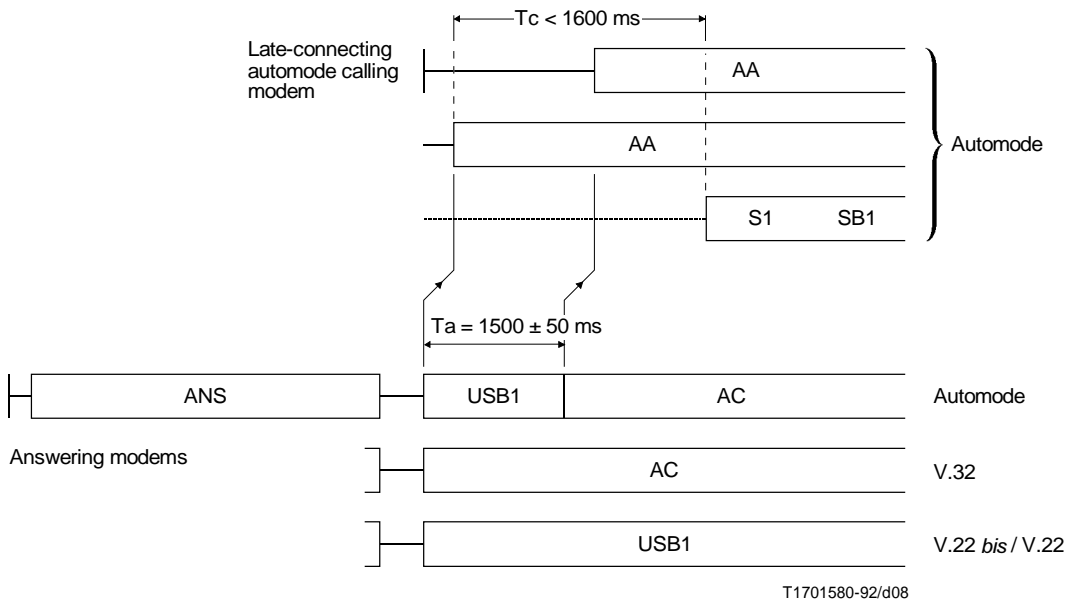 Tc < 1600 ms
Late-connecting
automode calling
modem
AA
AA
Automode
S1 SB1
Ta = 1500 ± 50 ms
ANS USB1 AC Automode
Answering modems
AC V.32
USB1 V.22 bis / V.22
T1701580-92/d08